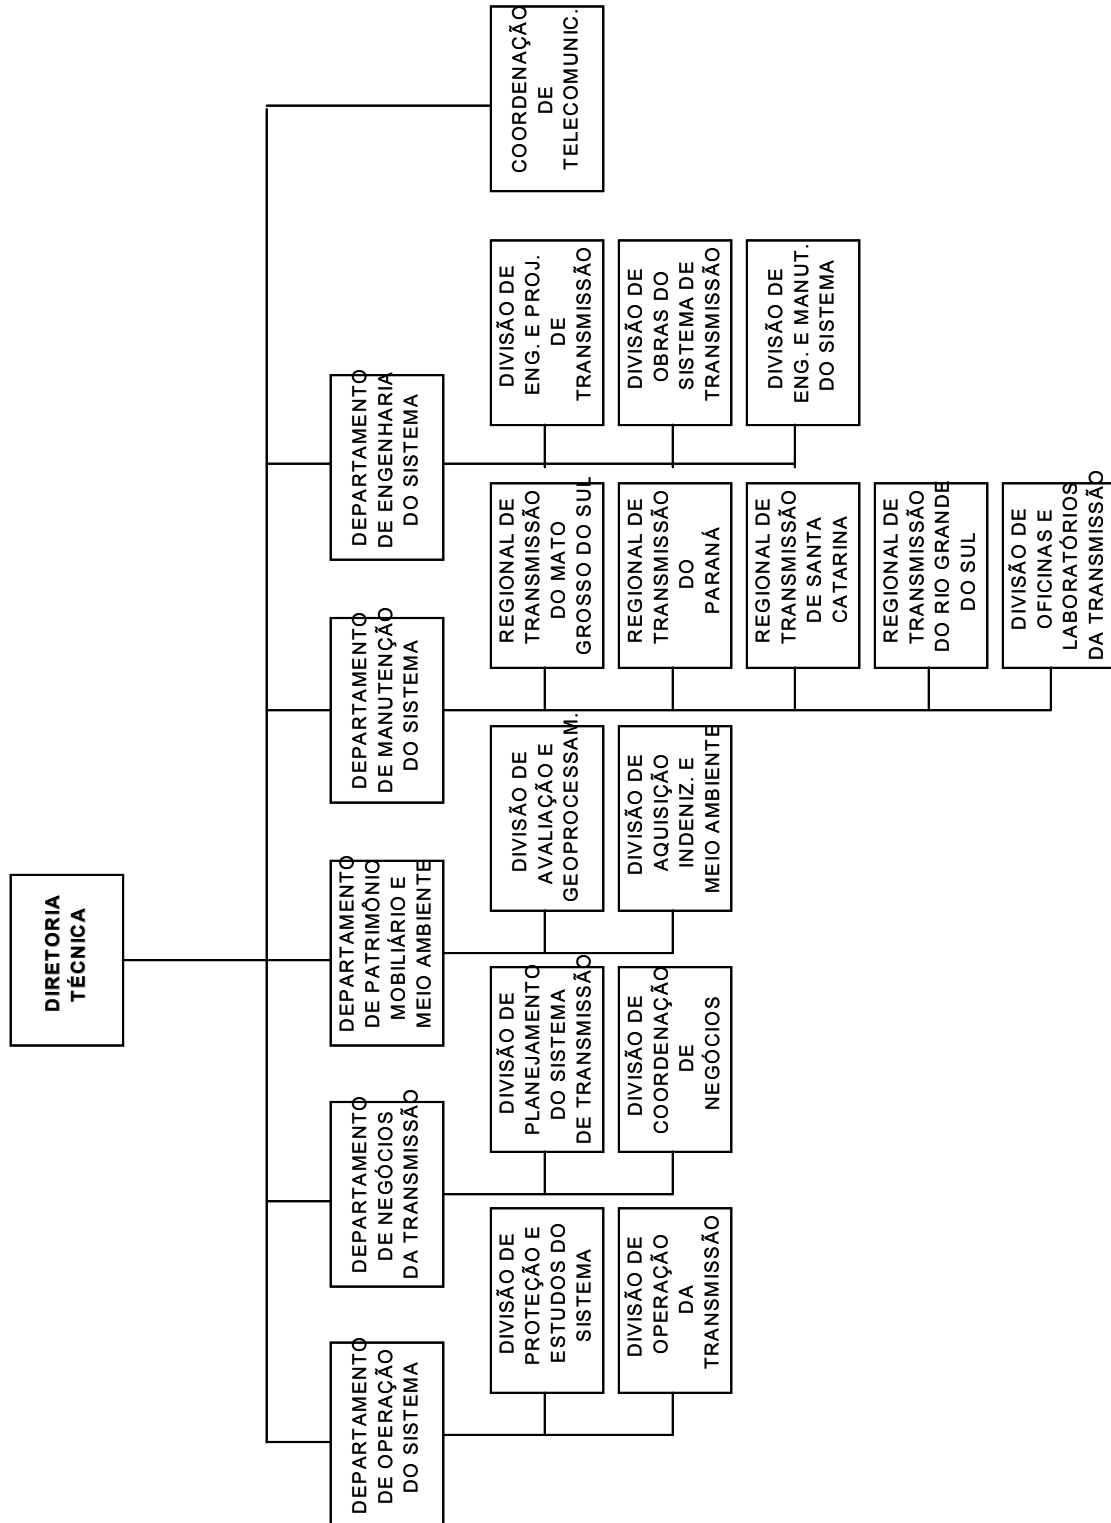 DIRETORIA
TÉCNICA
DEPARTAMENTO
DE OPERAÇÃO
DO SISTEMA
DEPARTAMENTO
DE NEGÓCIOS
DA TRANSMISSÃO
DEPARTAMENTO
DE PATRIMÔNIO
MOBILIÁRIO E
MEIO AMBIENTE
DEPARTAMENTO
DE MANUTENÇÃO
DO SISTEMA
DEPARTAMENTO
DE ENGENHARIA
DO SISTEMA
DIVISÃO DE
PROTEÇÃO E
ESTUDOS DO
SISTEMA
DIVISÃO DE
OPERAÇÃO
DA
TRANSMISSÃO
DIVISÃO DE
PLANEJAMENTO
DO SISTEMA
DE TRANSMISSÃO
DIVISÃO DE
COORDENAÇÃO
DE
NEGÓCIOS
DIVISÃO DE
AVALIAÇÃO E
GEOPROCESSAM.
DIVISÃO DE
AQUISIÇÃO
INDENIZ. E
MEIO AMBIENTE
REGIONAL DE
TRANSMISSÃO
DO MATO
GROSSO DO SUL
REGIONAL DE
TRANSMISSÃO
DO
PARANÁ
REGIONAL DE
TRANSMISSÃO
DE SANTA
CATARINA
REGIONAL DE
TRANSMISSÃO
DO RIO GRANDE
DO SUL
DIVISÃO DE
OFICINAS E
LABORATÓRIOS
DA TRANSMISSÃO
DIVISÃO DE
ENG. E PROJ.
DE
TRANSMISSÃO
DIVISÃO DE
OBRAS DO
SISTEMA DE
TRANSMISSÃO
DIVISÃO DE
ENG. E MANUT.
DO SISTEMA
COORDENAÇÃO
DE
TELECOMUNIC.